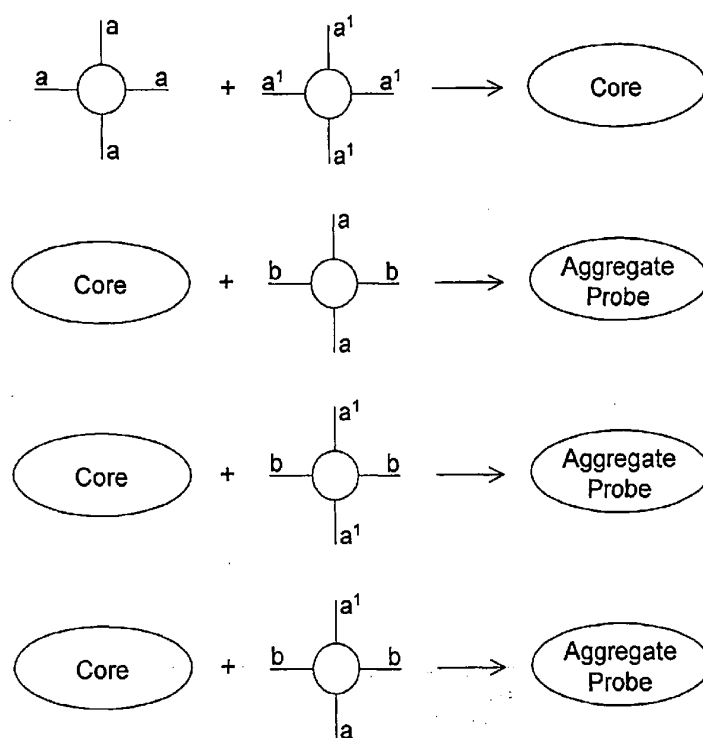 a
a a + a¹ a¹ → Core
a¹
a
a¹
Core + b b → Aggregate
Probe
a
a
Core + b b → Aggregate
Probe
a¹
a¹
Core + b b → Aggregate
Probe
a¹
a